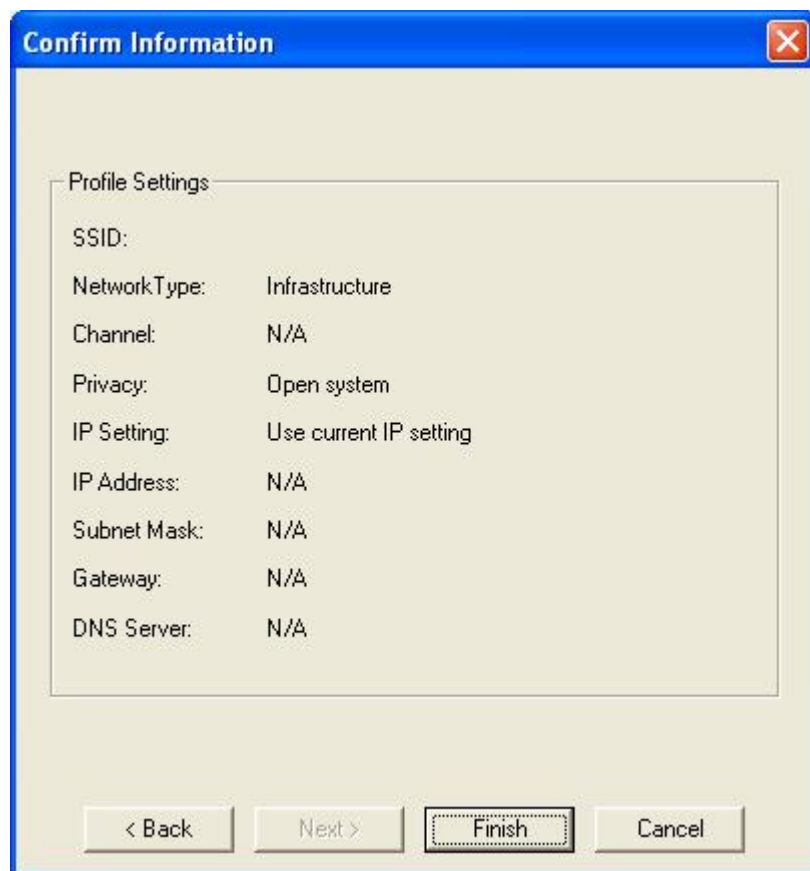 Confirm Information
Profile Settings
SSID:
NetworkType: Infrastructure
Channel: N/A
Privacy: Open system
IP Setting: Use current IP setting
IP Address: N/A
Subnet Mask: N/A
Gateway: N/A
DNS Server: N/A
< Back Next > Finish Cancel